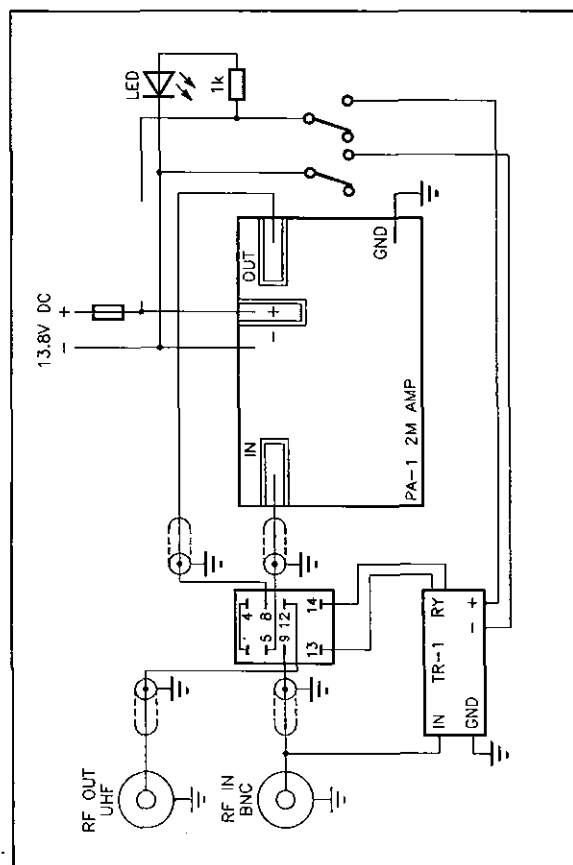 LED
1k
OUT
GND
13.8V DC
+
-
+
-
IN
PA-1 2M AMP
4
8
12
14
5
9
13
RY
TR-1
+
-
IN
GND
RF OUT
UHF
RF IN
BNC